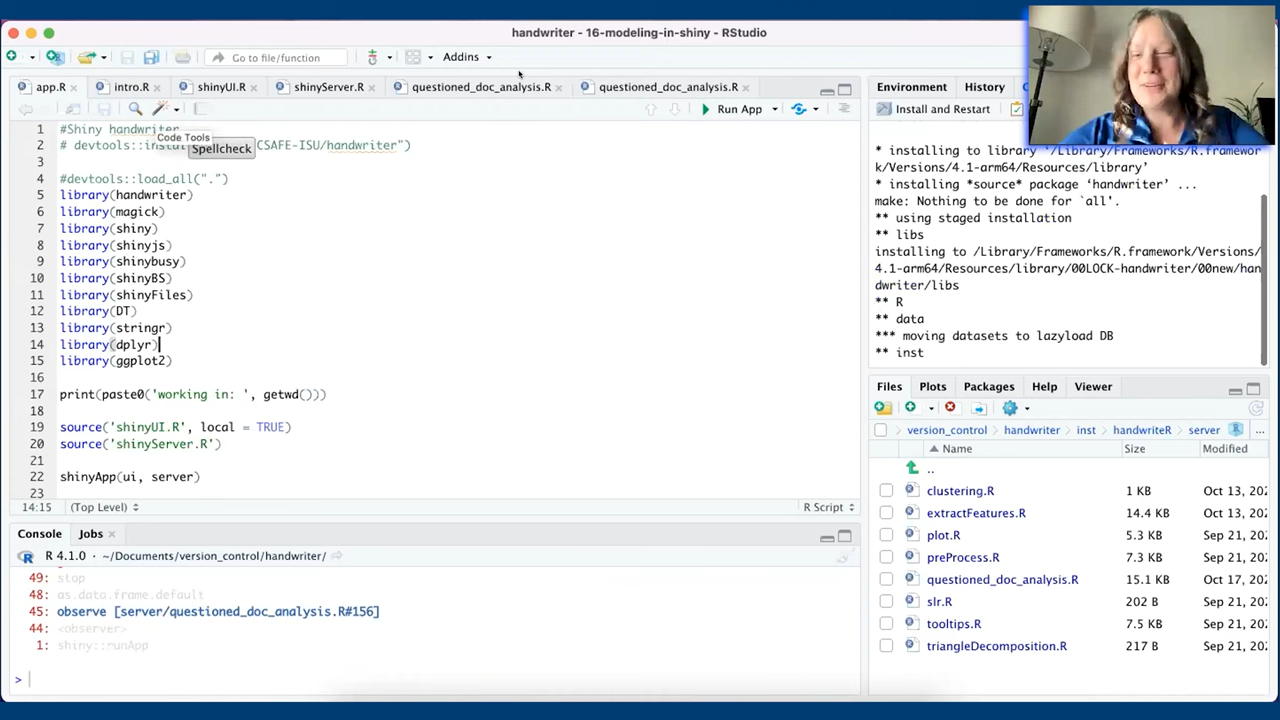 handwriter - 16-modeling-in-shiny - RStudio
Go to file/function
Addins
app.R
intro.R
shinyUI.R
shinyServer.R
questioned_doc_analysis.R
questioned_doc_analysis.R
Run App
1 #Shiny handwriter
Code Tools
Spellcheck
2 # devtools::instal CSAFE-ISU/handwriter")
3
4 #devtools::load_all(".")
5 library(handwriter)
6 library(magick)
7 library(shiny)
8 library(shinyjs)
9 library(shinybusy)
10 library(shinyBS)
11 library(shinyFiles)
12 library(DT)
13 library(stringr)
14 library(dplyr)
15 library(ggplot2)
16
17 print(paste0('working in: ', getwd()))
18
19 source('shinyUI.R', local = TRUE)
20 source('shinyServer.R')
21
22 shinyApp(ui, server)
23
14:15 (Top Level) R Script
Console Jobs
R 4.1.0 · ~/Documents/version_control/handwriter/
49: stop
48: as.data.frame.default
45: observe [server/questioned_doc_analysis.R#156]
44: <observer>
1: shiny::runApp
>
Environment History
Install and Restart
* installing to library '/Library/Frameworks/R.framewor
k/Versions/4.1-arm64/Resources/library'
* installing *source* package 'handwriter' ...
make: Nothing to be done for `all'.
** using staged installation
** libs
installing to /Library/Frameworks/R.framework/Versions/
4.1-arm64/Resources/library/00LOCK-handwriter/00new/han
dwriter/libs
** R
** data
*** moving datasets to lazyload DB
** inst
Files Plots Packages Help Viewer
version_control handwriter inst handwriteR server ...
Name Size Modified
..
clustering.R 1 KB Oct 13, 202
extractFeatures.R 14.4 KB Oct 13, 202
plot.R 5.3 KB Sep 21, 202
preProcess.R 7.3 KB Sep 21, 202
questioned_doc_analysis.R 15.1 KB Oct 17, 202
slr.R 202 B Sep 21, 202
tooltips.R 7.5 KB Sep 21, 202
triangleDecomposition.R 217 B Sep 21, 202